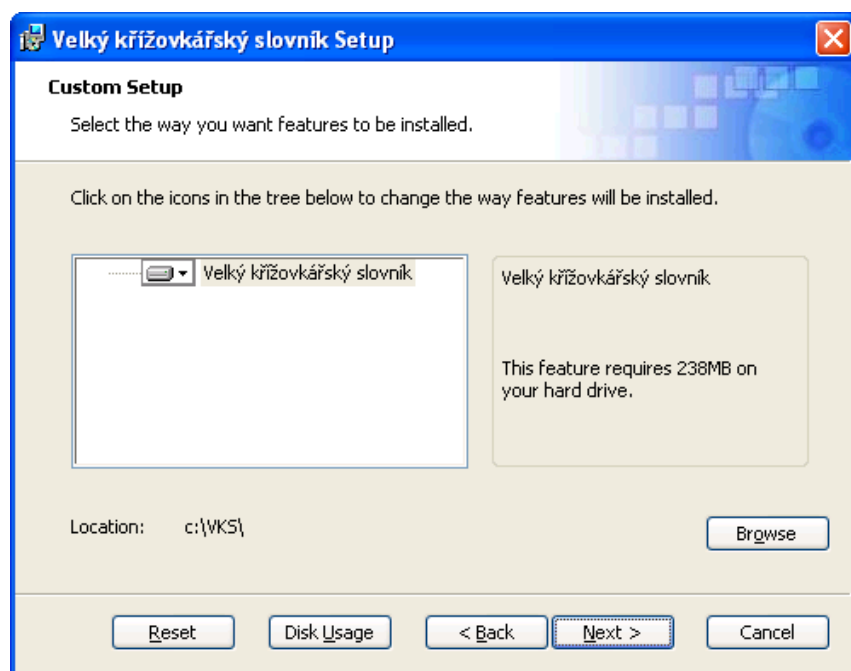 Velký křížovkářský slovník Setup
Custom Setup
Select the way you want features to be installed.
Click on the icons in the tree below to change the way features will be installed.
Velký křížovkářský slovník
Velký křížovkářský slovník
This feature requires 238MB on
your hard drive.
Location: c:\VKS\
Browse
Reset Disk Usage < Back Next > Cancel